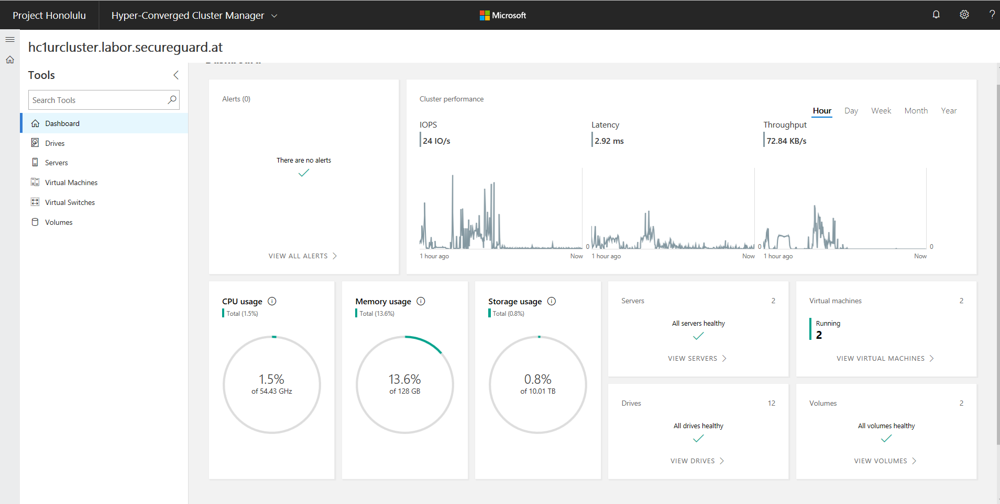 Project Honolulu
Hyper-Converged Cluster Manager
Microsoft
?
hc1urcluster.labor.secureguard.at
Tools
Search Tools
Dashboard
Drives
Servers
Virtual Machines
Virtual Switches
Volumes
Dashboard
Alerts (0)
There are no alerts
VIEW ALL ALERTS
Cluster performance
Hour Day Week Month Year
IOPS
24 IO/s
0
1 hour ago Now
Latency
2.92 ms
0
1 hour ago Now
Throughput
72.84 KB/s
0
1 hour ago Now
CPU usage
Total (1.5%)
1.5%
of 54.43 GHz
Memory usage
Total (13.6%)
13.6%
of 128 GB
Storage usage
Total (0.8%)
0.8%
of 10.01 TB
Servers 2
All servers healthy
VIEW SERVERS
Virtual machines 2
Running
2
VIEW VIRTUAL MACHINES
Drives 12
All drives healthy
VIEW DRIVES
Volumes 2
All volumes healthy
VIEW VOLUMES